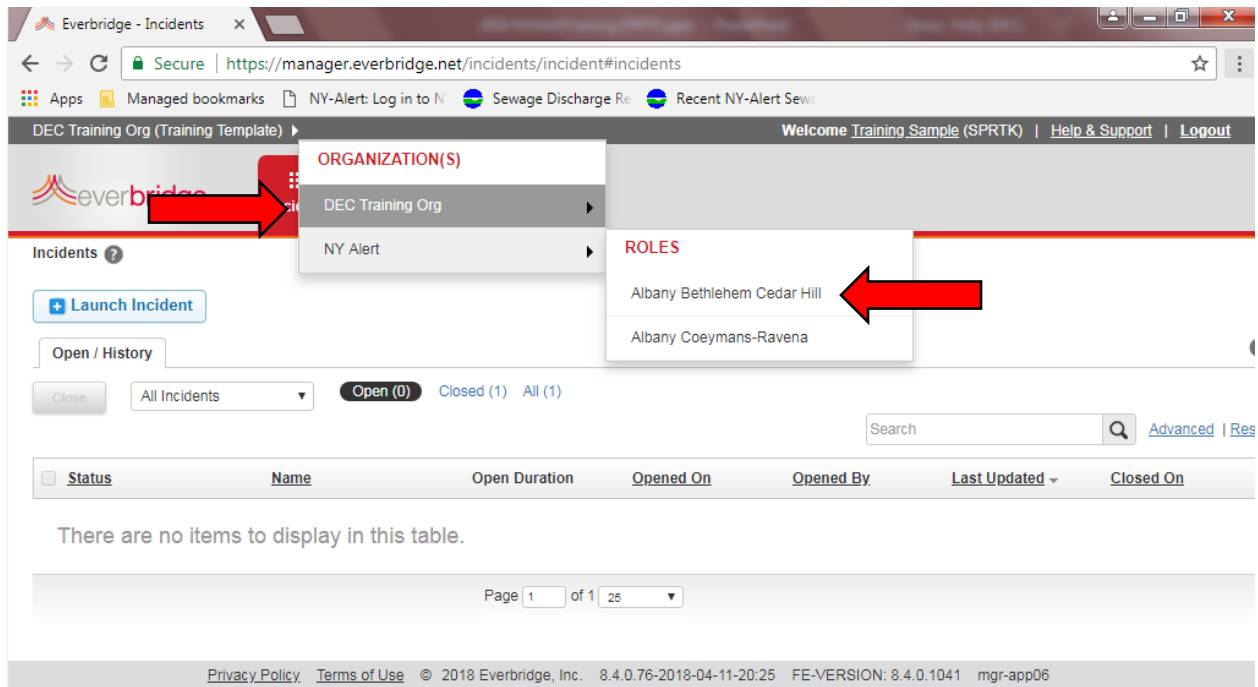 Everbridge - Incidents
Secure | https://manager.everbridge.net/incidents/incident#incidents
Apps Managed bookmarks NY-Alert: Log in to N Sewage Discharge Re Recent NY-Alert Sew
DEC Training Org (Training Template) Welcome Training Sample (SPRTK) | Help & Support | Logout
ORGANIZATION(S)
everbridge
DEC Training Org
NY Alert
ROLES
Albany Bethlehem Cedar Hill
Albany Coeymans-Ravena
Incidents ?
Launch Incident
Open / History
Close All Incidents Open (0) Closed (1) All (1)
Search Advanced | Res
Status Name Open Duration Opened On Opened By Last Updated Closed On
There are no items to display in this table.
Page 1 of 1 25
Privacy Policy Terms of Use © 2018 Everbridge, Inc. 8.4.0.76-2018-04-11-20:25 FE-VERSION: 8.4.0.1041 mgr-app06